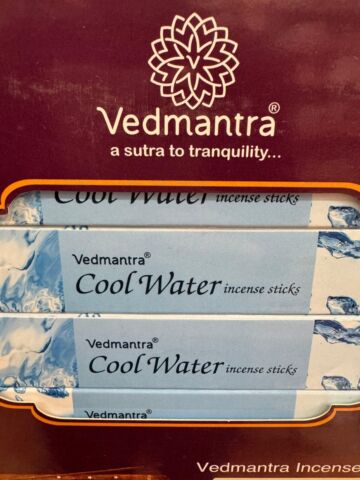 Vedmantra®
a sutra to tranquility...
Cool Water incense sticks
Vedmantra®
Cool Water incense sticks
Vedmantra®
Cool Water incense sticks
Vedmantra®
Vedmantra Incense